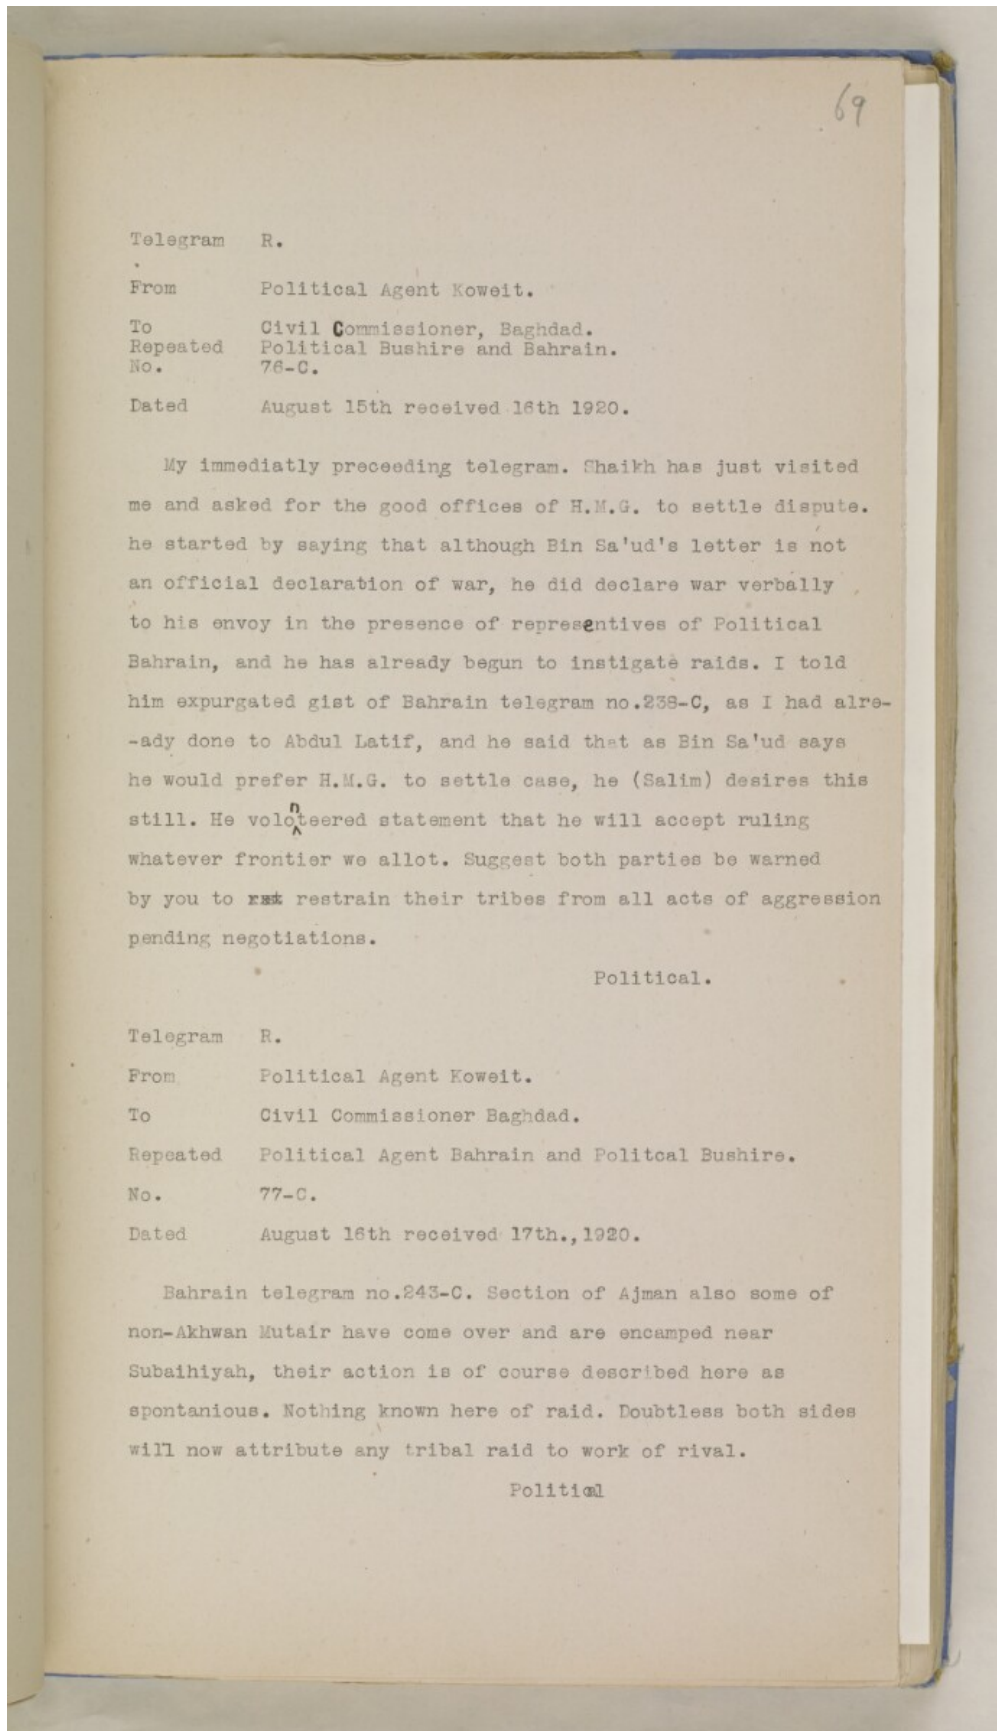 69
Telegram R.
From Political Agent Koweit.
To Civil Commissioner, Baghdad.
Repeated Political Bushire and Bahrain.
No. 76-C.
Dated August 15th received 16th 1920.
My immediatly preceeding telegram. Shaikh has just visited
me and asked for the good offices of H.M.G. to settle dispute.
he started by saying that although Bin Sa'ud's letter is not
an official declaration of war, he did declare war verbally
to his envoy in the presence of representives of Political
Bahrain, and he has already begun to instigate raids. I told
him expurgated gist of Bahrain telegram no.238-C, as I had alre-
-ady done to Abdul Latif, and he said that as Bin Sa'ud says
he would prefer H.M.G. to settle case, he (Salim) desires this
still. He volonteered statement that he will accept ruling
whatever frontier we allot. Suggest both parties be warned
by you to restrain their tribes from all acts of aggression
pending negotiations.
Political.
Telegram R.
From Political Agent Koweit.
To Civil Commissioner Baghdad.
Repeated Political Agent Bahrain and Politcal Bushire.
No. 77-C.
Dated August 16th received 17th.,1920.
Bahrain telegram no.243-C. Section of Ajman also some of
non-Akhwan Mutair have come over and are encamped near
Subaihiyah, their action is of course described here as
spontanious. Nothing known here of raid. Doubtless both sides
will now attribute any tribal raid to work of rival.
Political